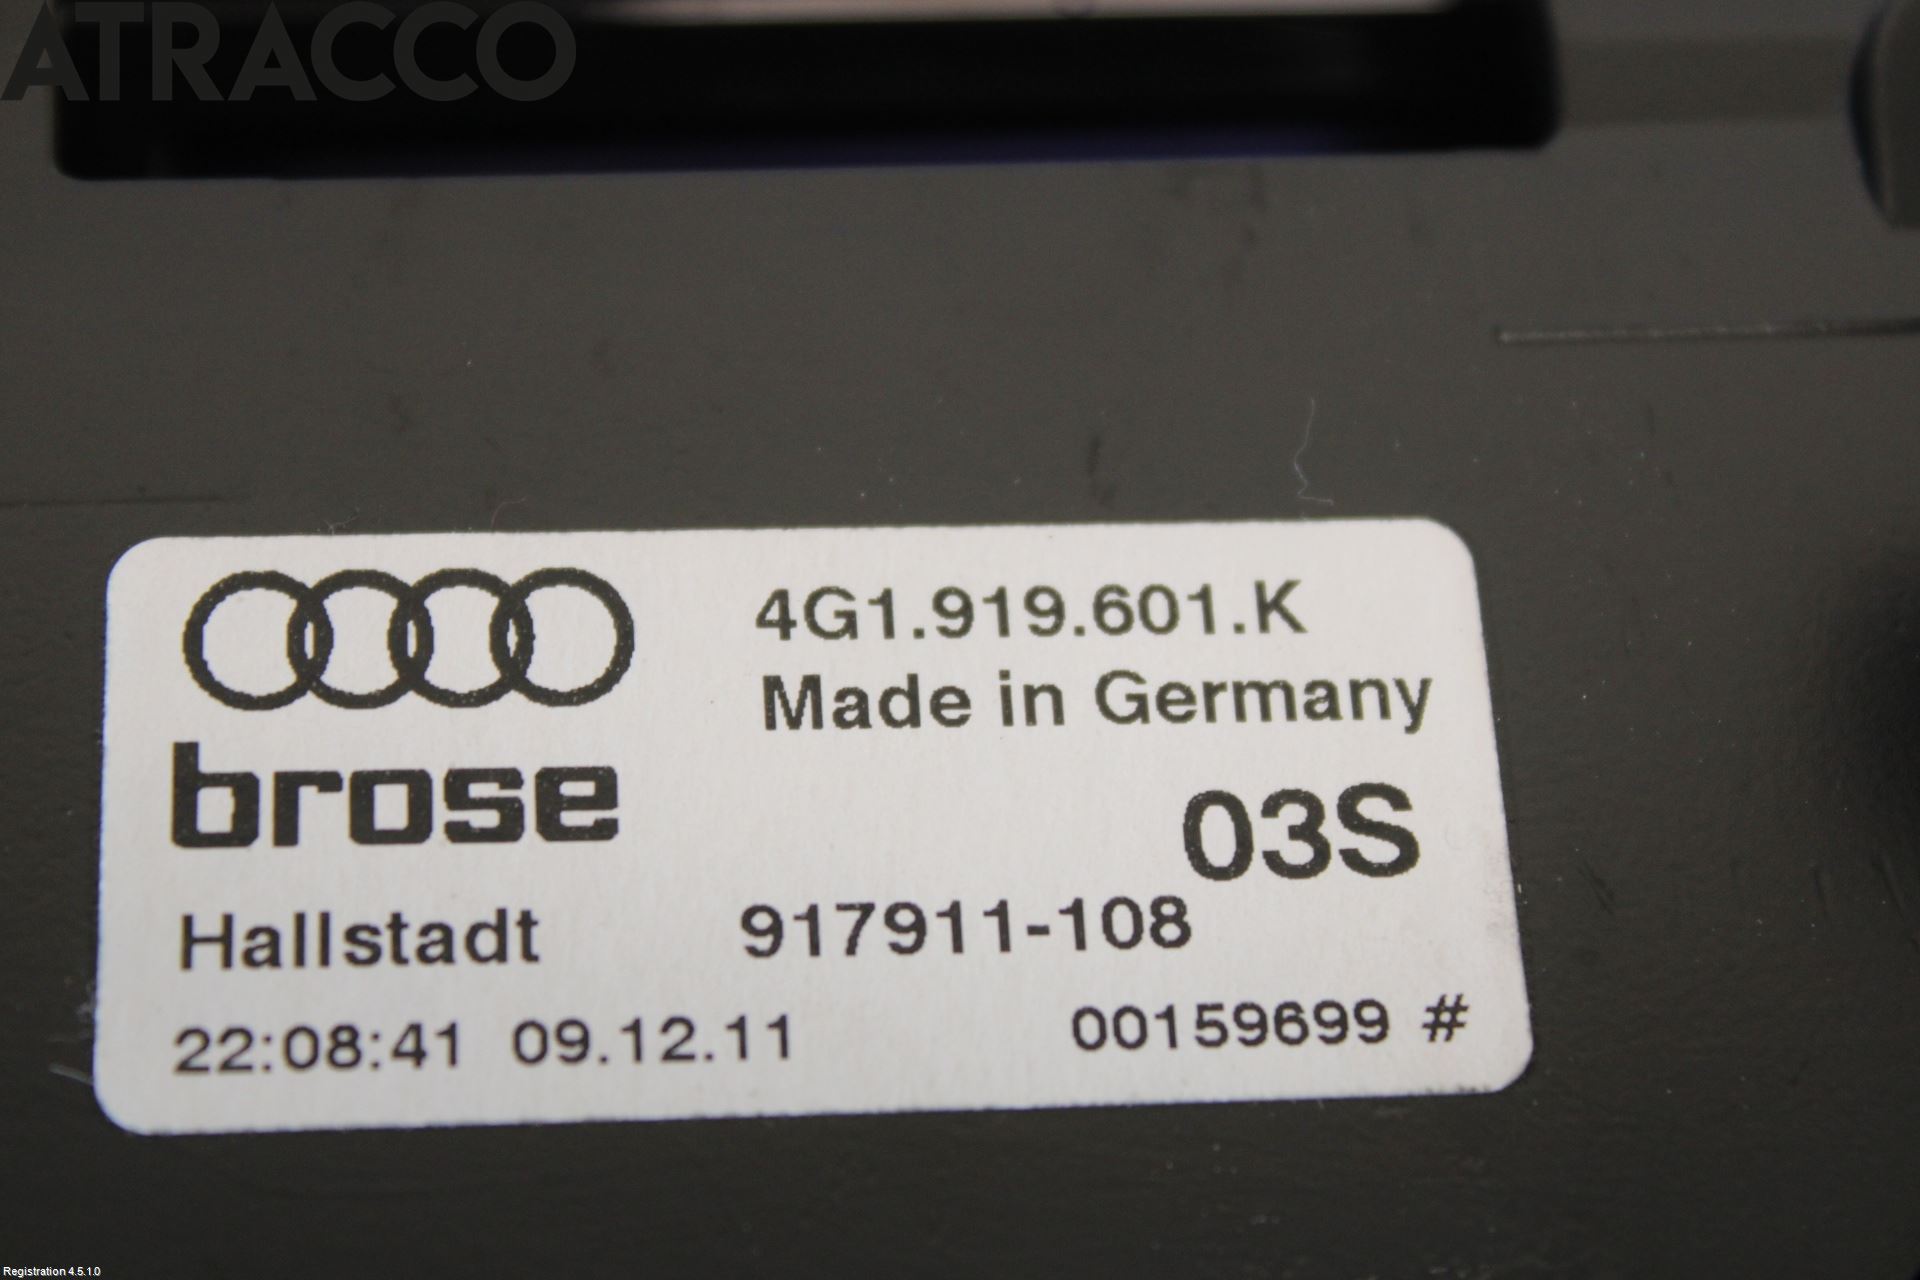 ATRACCO
4G1.919.601.K
Made in Germany
brose
03S
Hallstadt 917911-108
22:08:41 09.12.11 00159699 #
Registration 4.5.1.0